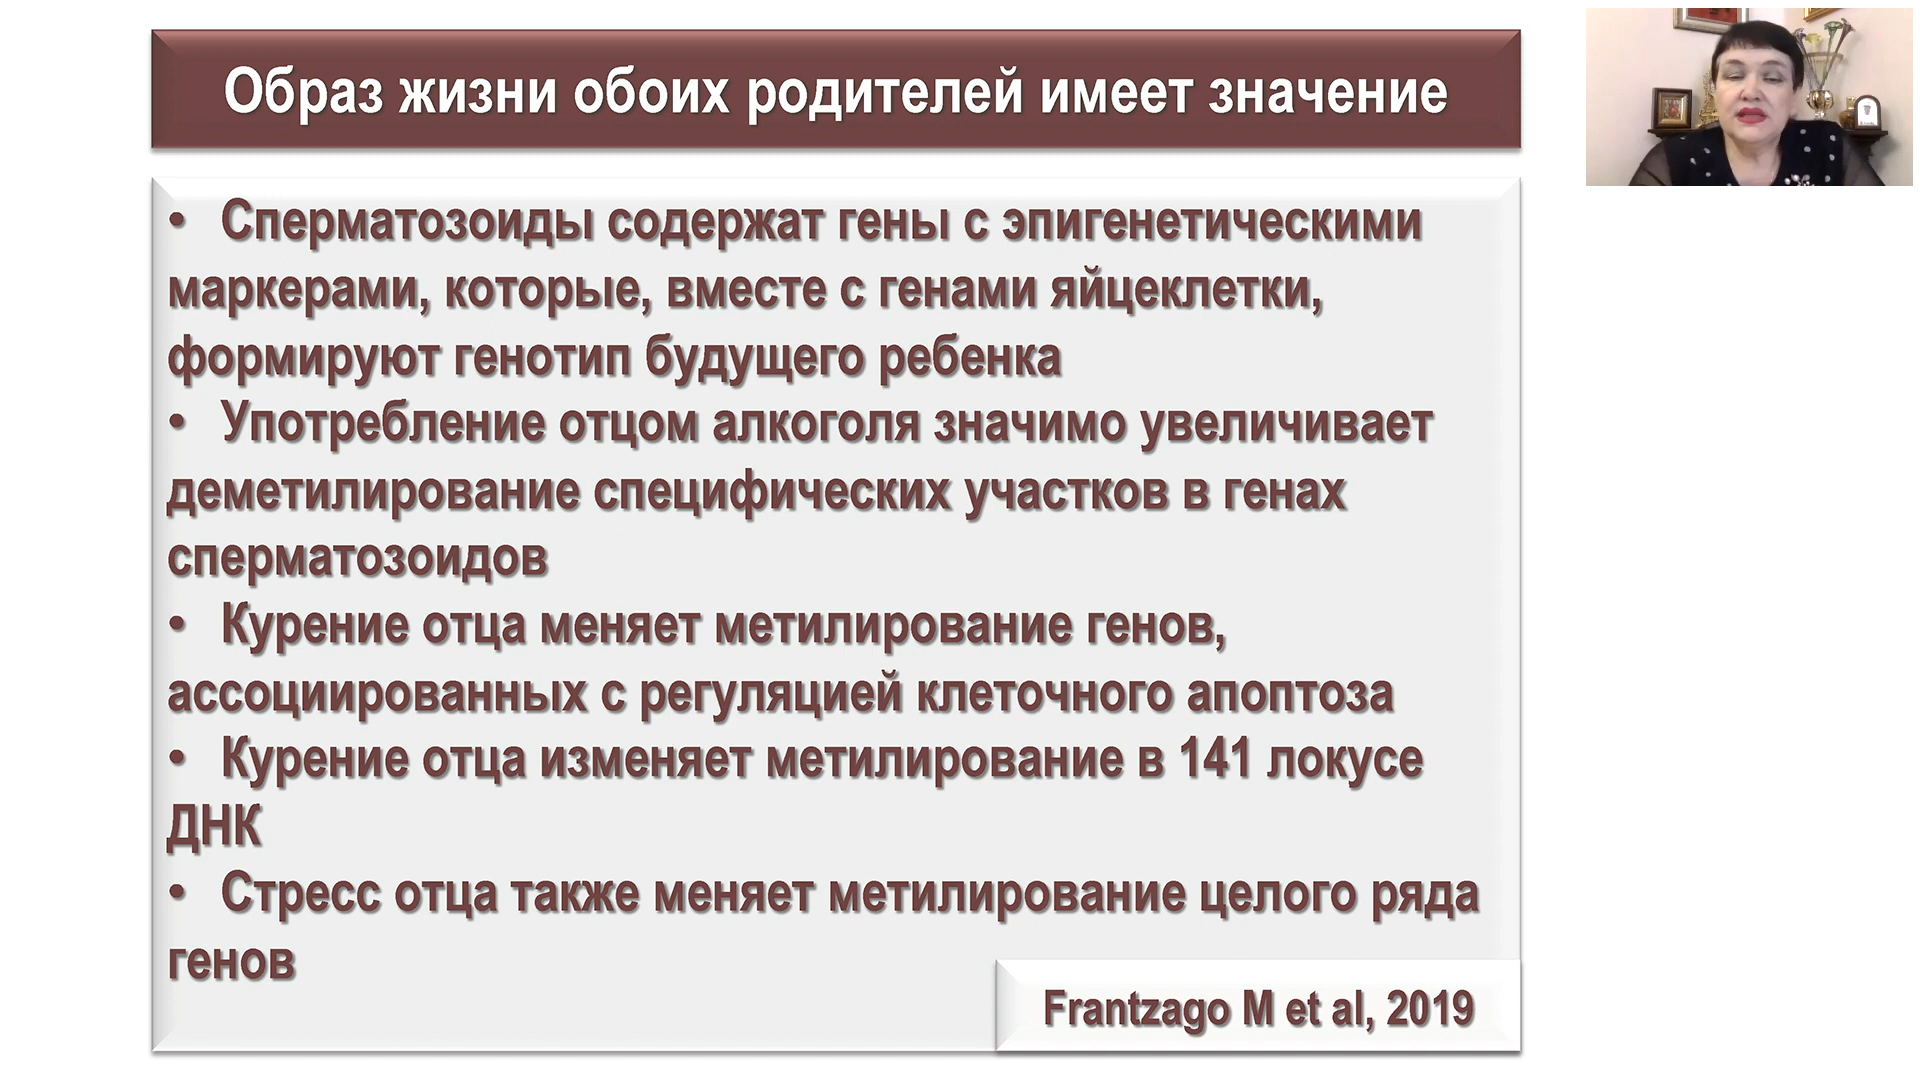 Образ жизни обоих родителей имеет значение
• Сперматозоиды содержат гены с эпигенетическими
маркерами, которые, вместе с генами яйцеклетки,
формируют генотип будущего ребенка
• Употребление отцом алкоголя значимо увеличивает
деметилирование специфических участков в генах
сперматозоидов
• Курение отца меняет метилирование генов,
ассоциированных с регуляцией клеточного апоптоза
• Курение отца изменяет метилирование в 141 локусе
ДНК
• Стресс отца также меняет метилирование целого ряда
генов
Frantzago M et al, 2019